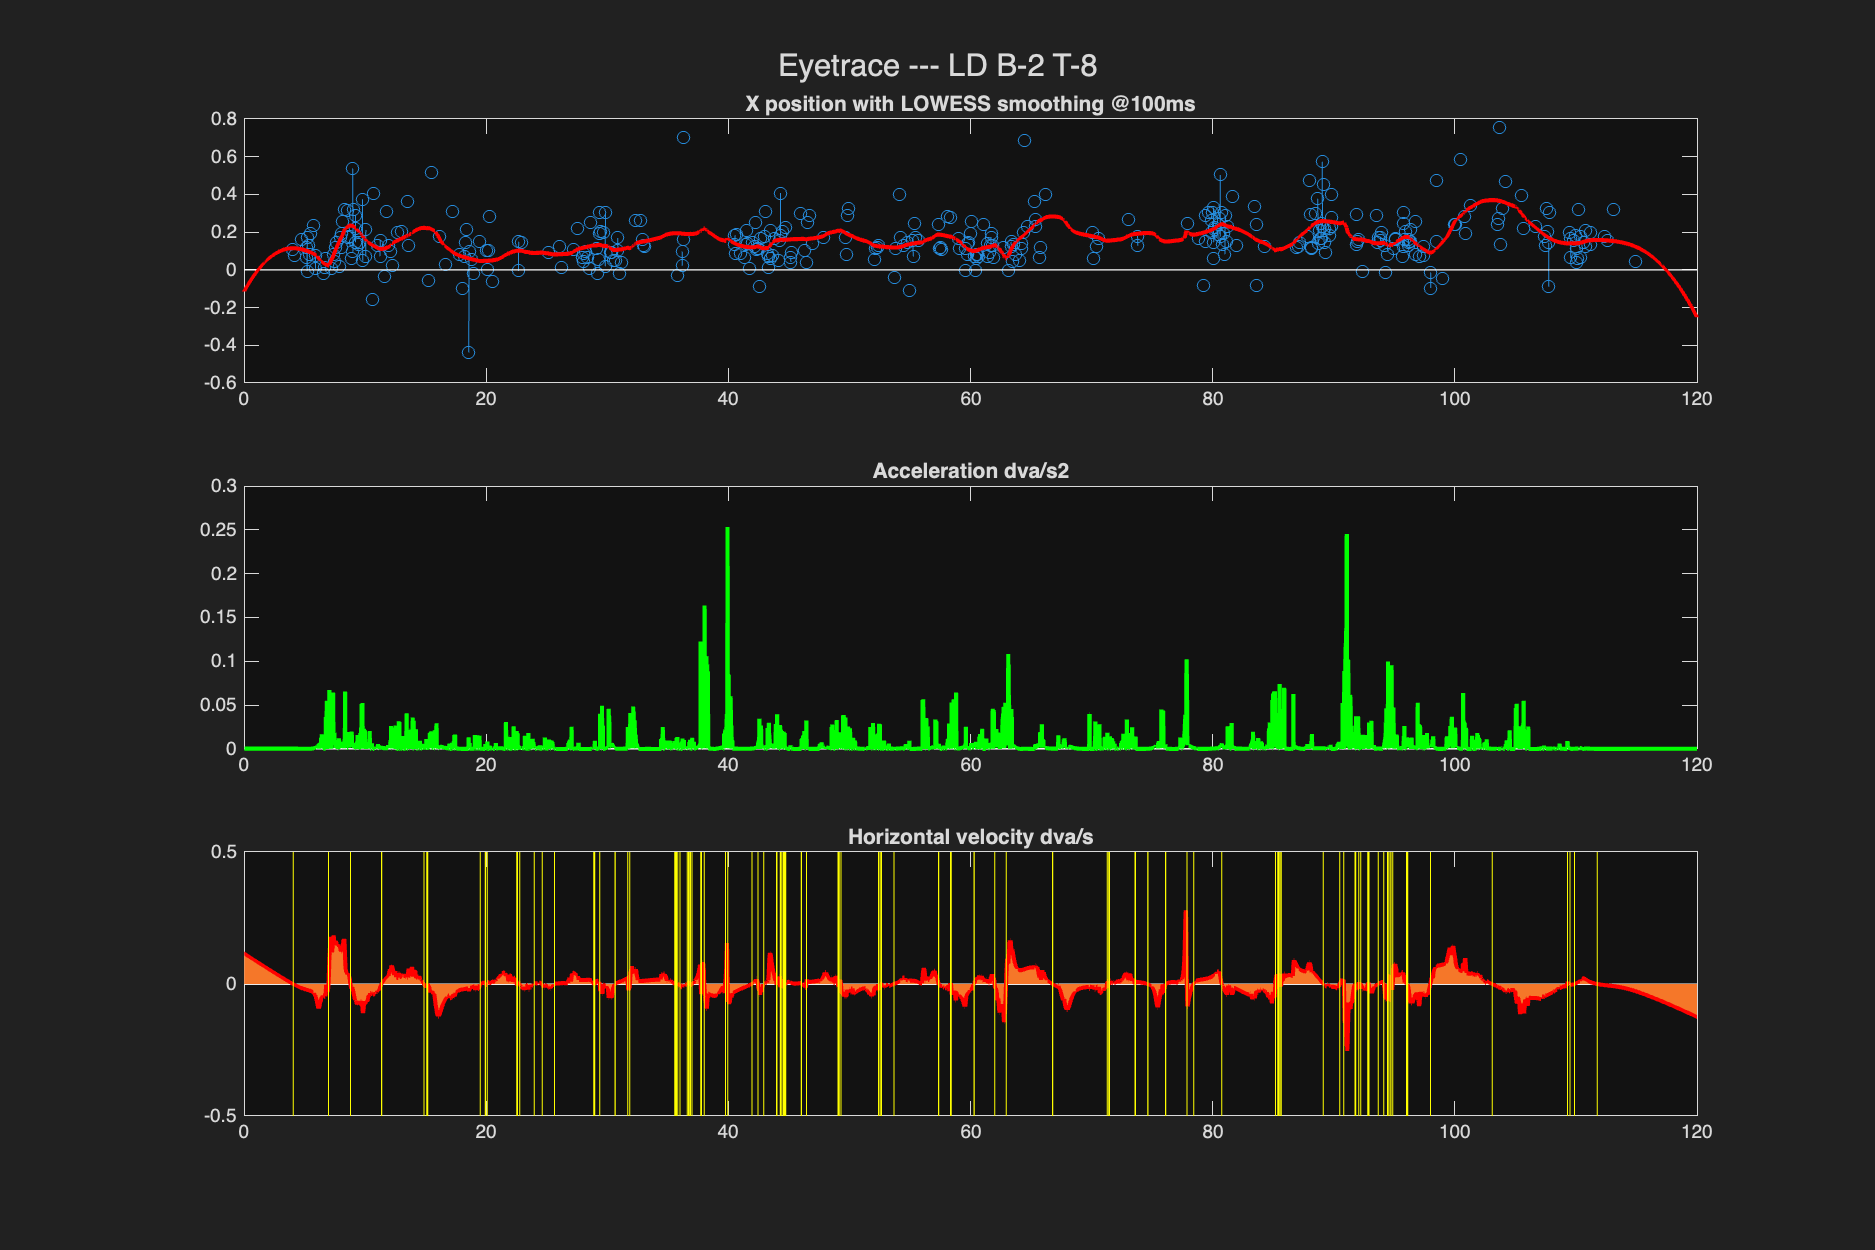 Eyetrace --- LD B-2 T-8
X position with LOWESS smoothing @100ms
0.8
0.6
0.4
0.2
0
-0.2
-0.4
-0.6
0 20 40 60 80 100 120
Acceleration dva/s2
0.3
0.25
0.2
0.15
0.1
0.05
0
0 20 40 60 80 100 120
Horizontal velocity dva/s
0.5
0
-0.5
0 20 40 60 80 100 120